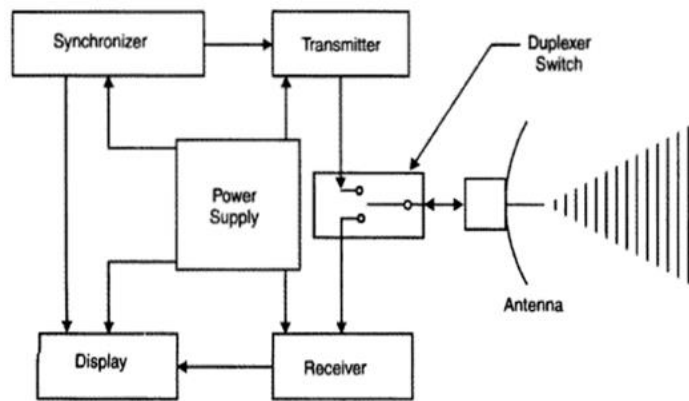 Synchronizer
Transmitter
Duplexer
Switch
Power
Supply
Antenna
Display
Receiver